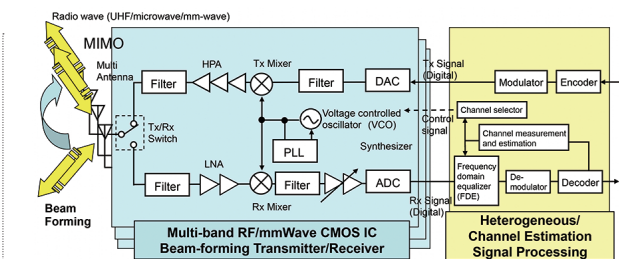 Radio wave (UHF/microwave/mm-wave)
MIMO
Multi
Antenna
HPA
Tx Mixer
Tx Signal
(Digital)
Filter
Filter
DAC
Modulator
Encoder
Tx/Rx
Switch
Voltage controlled
oscillator (VCO)
Control
signal
Channel selector
PLL
Synthesizer
Channel measurement
and estimation
LNA
Filter
Filter
ADC
Rx Mixer
Rx Signal
(Digital)
Frequency
domain
equalizer
(FDE)
De-
modulator
Decoder
Beam
Forming
Multi-band RF/mmWave CMOS IC
Beam-forming Transmitter/Receiver
Heterogeneous/
Channel Estimation
Signal Processing